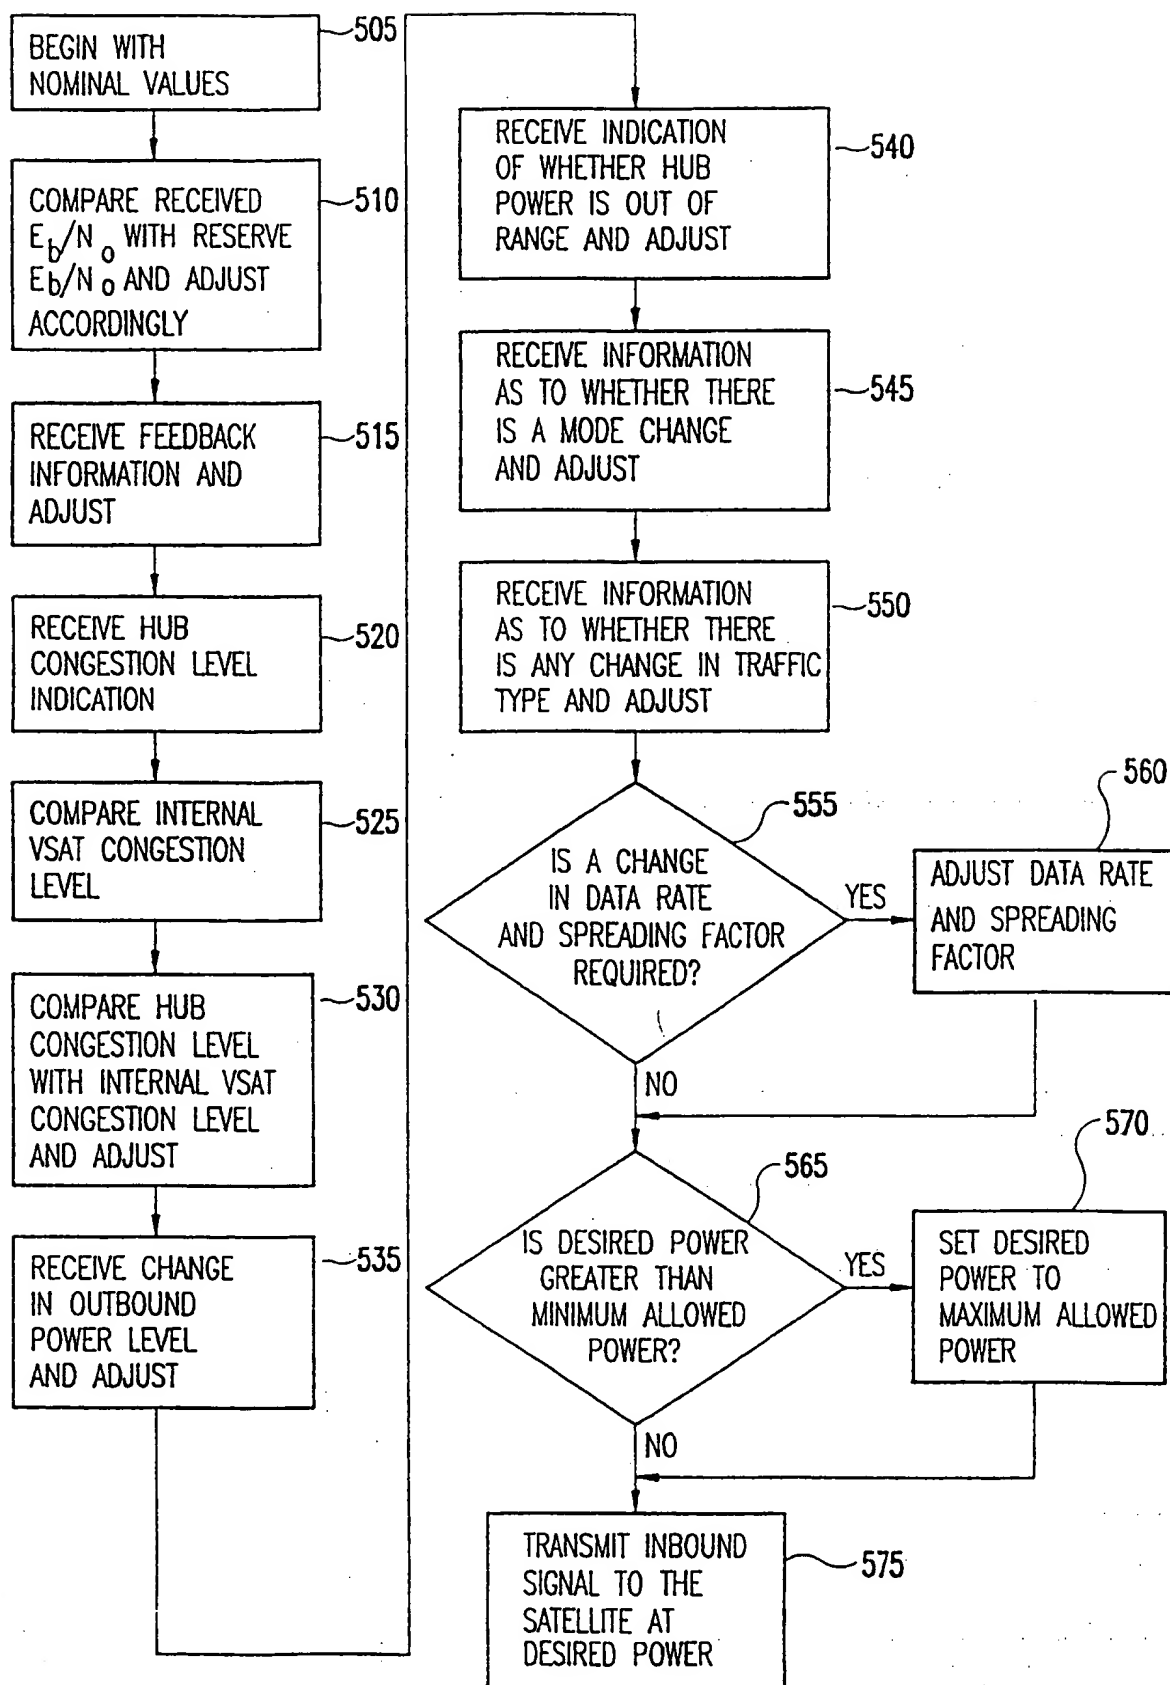 BEGIN WITH
NOMINAL VALUES
505
COMPARE RECEIVED
Eb/No WITH RESERVE
Eb/No AND ADJUST
ACCORDINGLY
510
RECEIVE FEEDBACK
INFORMATION AND
ADJUST
515
RECEIVE HUB
CONGESTION LEVEL
INDICATION
520
COMPARE INTERNAL
VSAT CONGESTION
LEVEL
525
COMPARE HUB
CONGESTION LEVEL
WITH INTERNAL VSAT
CONGESTION LEVEL
AND ADJUST
530
RECEIVE CHANGE
IN OUTBOUND
POWER LEVEL
AND ADJUST
535
RECEIVE INDICATION
OF WHETHER HUB
POWER IS OUT OF
RANGE AND ADJUST
540
RECEIVE INFORMATION
AS TO WHETHER THERE
IS A MODE CHANGE
AND ADJUST
545
RECEIVE INFORMATION
AS TO WHETHER THERE
IS ANY CHANGE IN TRAFFIC
TYPE AND ADJUST
550
IS A CHANGE
IN DATA RATE
AND SPREADING FACTOR
REQUIRED?
555
YES
NO
ADJUST DATA RATE
AND SPREADING
FACTOR
560
IS DESIRED POWER
GREATER THAN
MINIMUM ALLOWED
POWER?
565
YES
NO
SET DESIRED
POWER TO
MAXIMUM ALLOWED
POWER
570
TRANSMIT INBOUND
SIGNAL TO THE
SATELLITE AT
DESIRED POWER
575